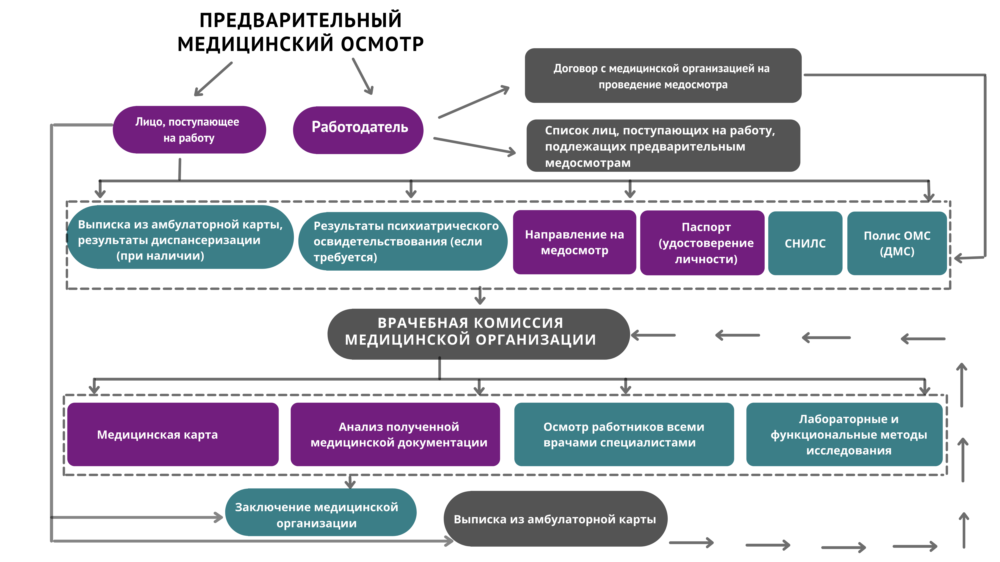 ПРЕДВАРИТЕЛЬНЫЙ
МЕДИЦИНСКИЙ ОСМОТР
Договор с медицинской организацией на
проведение медосмотра
Лицо, поступающее
на работу
Работодатель
Список лиц, поступающих на работу,
подлежащих предварительным
медосмотрам
Выписка из амбулаторной карты,
результаты диспансеризации
(при наличии)
Результаты психиатрического
освидетельствования (если
требуется)
Направление на
медосмотр
Паспорт
(удостоверение
личности)
СНИЛС
Полис ОМС
(ДМС)
ВРАЧЕБНАЯ КОМИССИЯ
МЕДИЦИНСКОЙ ОРГАНИЗАЦИИ
Медицинская карта
Анализ полученной
медицинской документации
Осмотр работников всеми
врачами специалистами
Лабораторные и
функциональные методы
исследования
Заключение медицинской
организации
Выписка из амбулаторной карты